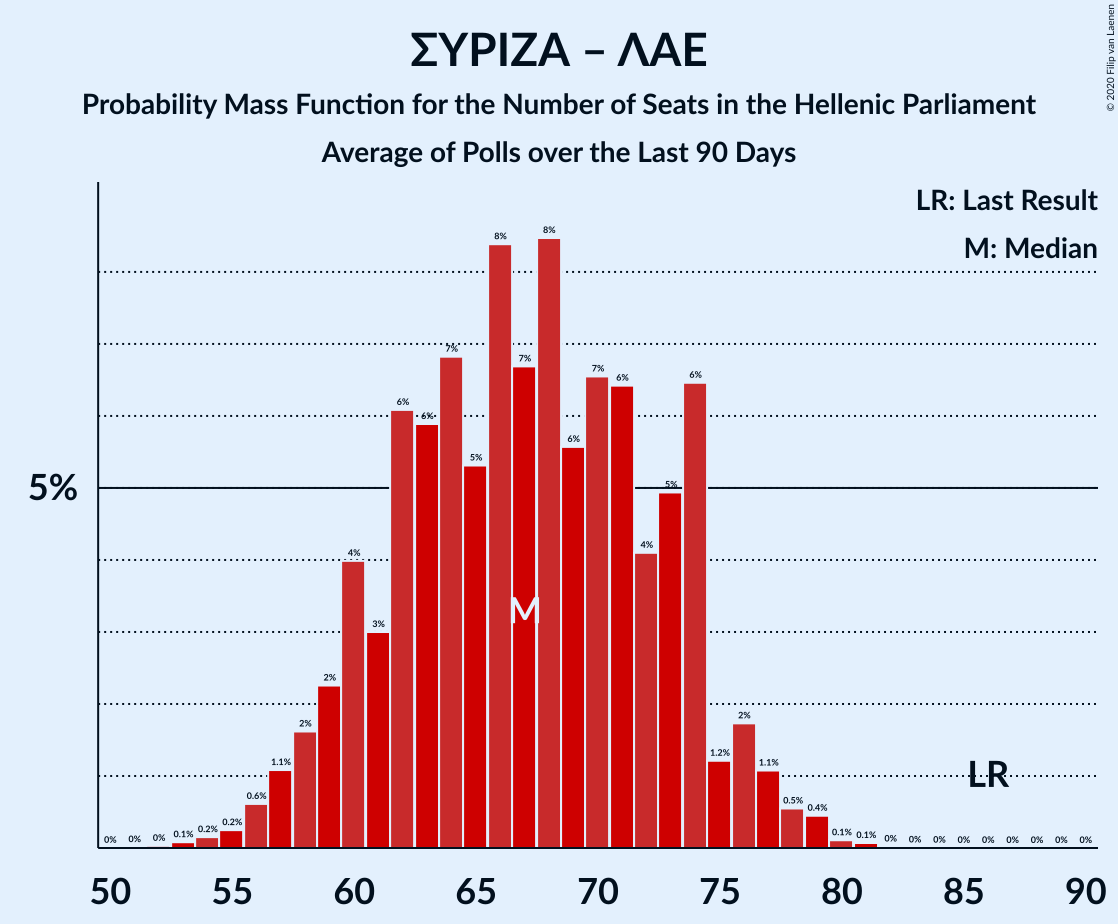 ΣΥΡΙΖΑ – ΛΑΕ
Probability Mass Function for the Number of Seats in the Hellenic Parliament
Average of Polls over the Last 90 Days
© 2020 Filip van Laenen
LR: Last Result
M: Median
5%
0% 0% 0% 0.1% 0.2% 0.2% 0.6% 1.1% 2% 2% 4% 3% 6% 6% 7% 5% 8% 7% 8% 6% 7% 6% 4% 5% 6% 1.2% 2% 1.1% 0.5% 0.4% 0.1% 0.1% 0% 0% 0% 0% 0% 0% 0% 0% 0%
M
LR
50 55 60 65 70 75 80 85 90